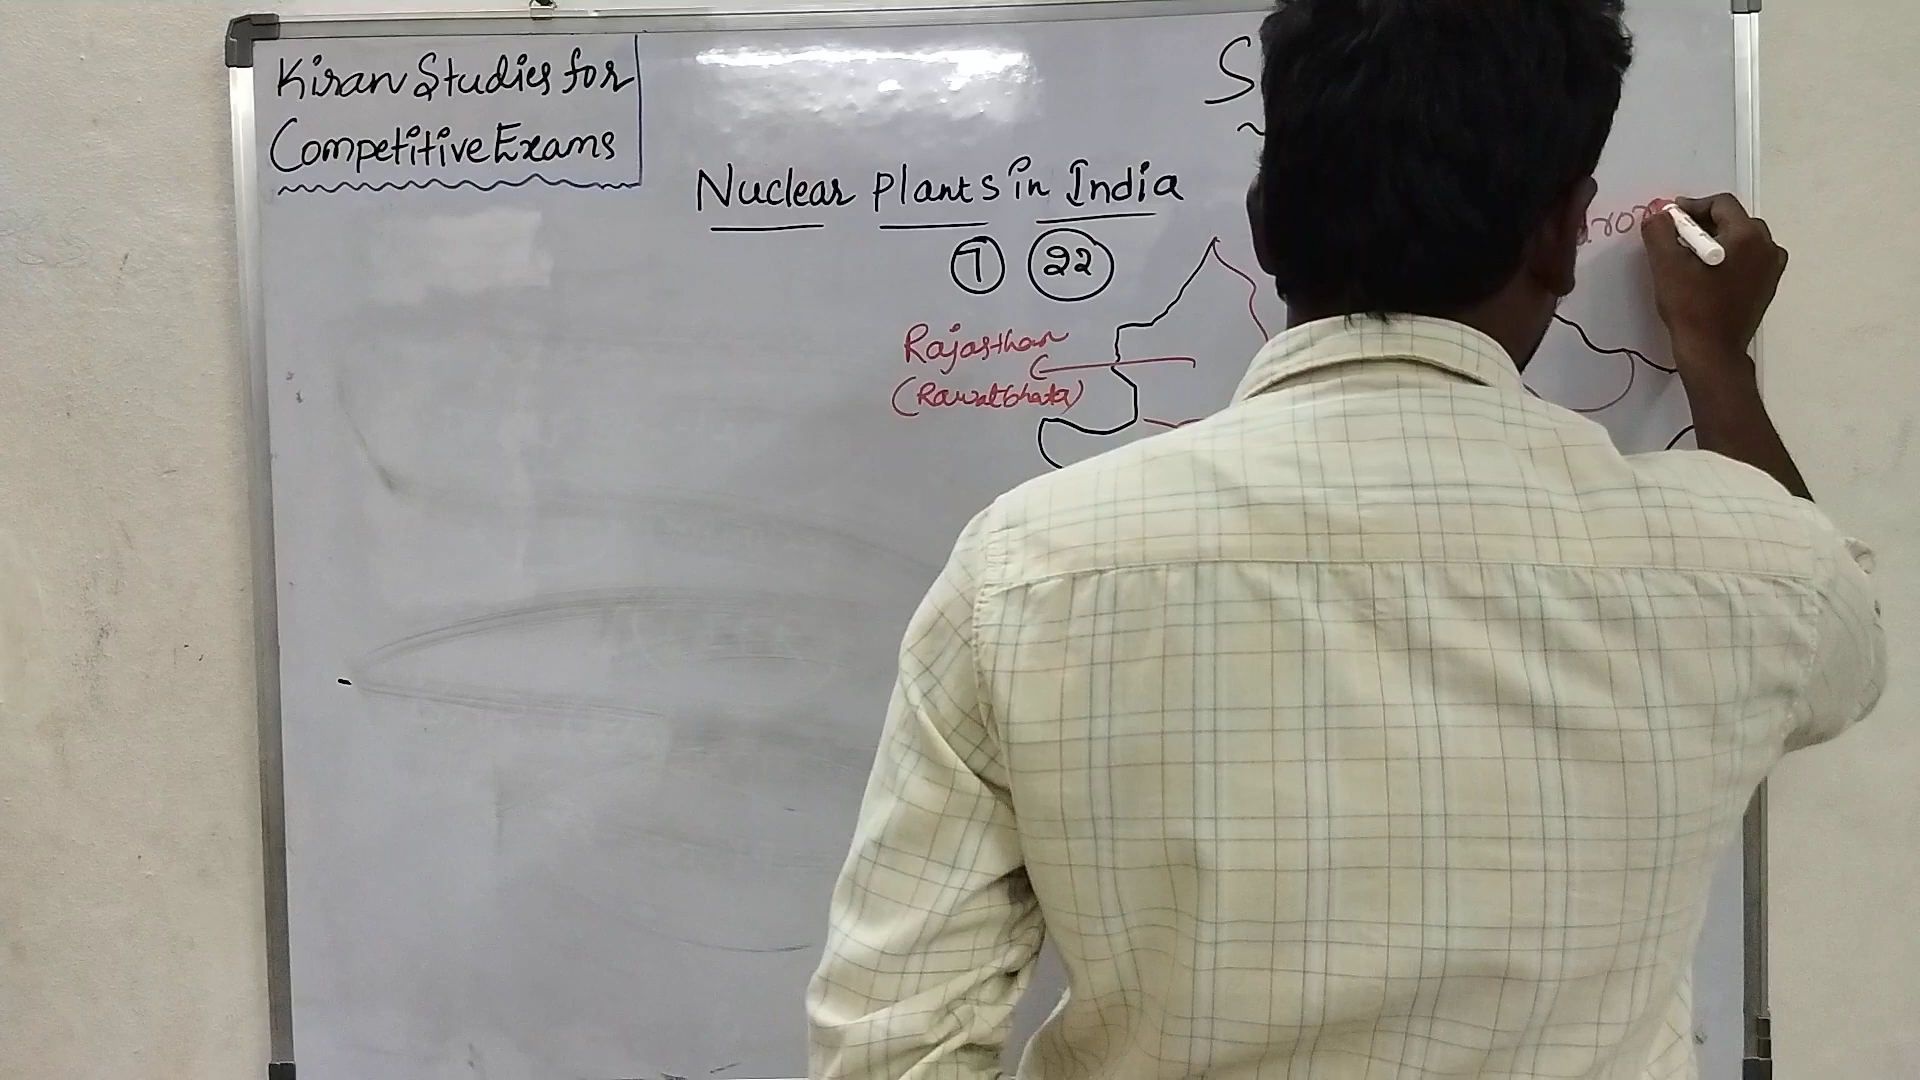 Kiran Studies for
Competitive Exams
Nuclear Plants in India
7 22
Rajasthan
(Rawatbhata)